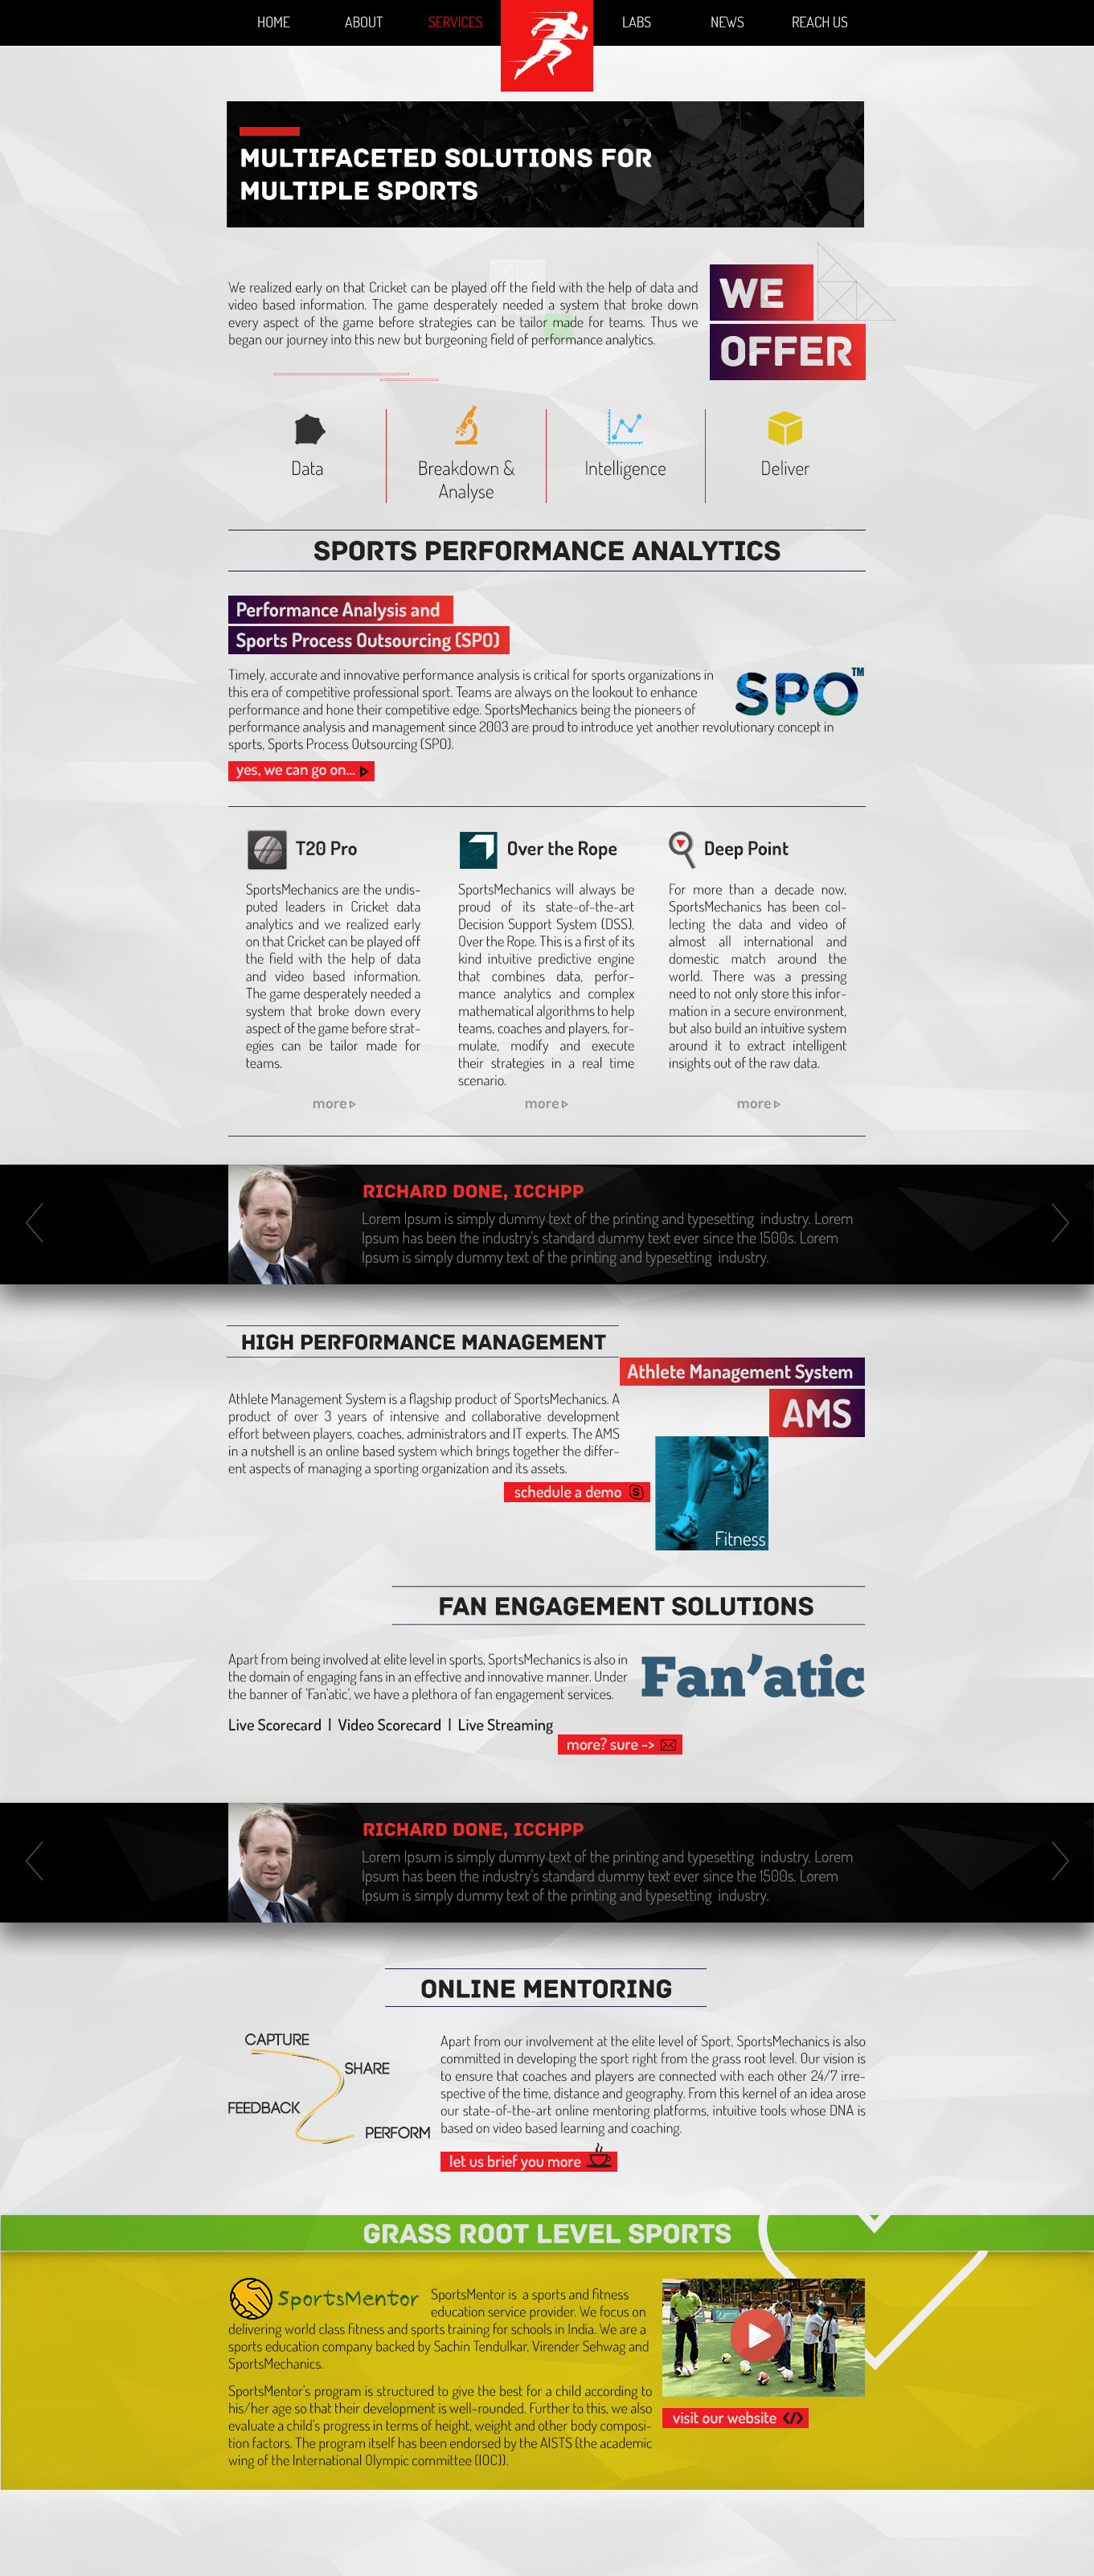 HOME ABOUT SERVICES LABS NEWS REACH US
MULTIFACETED SOLUTIONS FOR
MULTIPLE SPORTS
We realized early on that Cricket can be played off the field with the help of data and
video based information. The game desperately needed a system that broke down
every aspect of the game before strategies can be tailor made for teams. Thus we
began our journey into this new but burgeoning field of performance analytics.
WE
OFFER
Data
Breakdown &
Analyse
Intelligence
Deliver
SPORTS PERFORMANCE ANALYTICS
Performance Analysis and
Sports Process Outsourcing (SPO)
Timely, accurate and innovative performance analysis is critical for sports organizations in
this era of competitive professional sport. Teams are always on the lookout to enhance
performance and hone their competitive edge. SportsMechanics being the pioneers of
performance analysis and management since 2003 are proud to introduce yet another revolutionary concept in
sports, Sports Process Outsourcing (SPO).
SPO™
yes, we can go on...
T20 Pro
SportsMechanics are the undis-
puted leaders in Cricket data
analytics and we realized early
on that Cricket can be played off
the field with the help of data
and video based information.
The game desperately needed a
system that broke down every
aspect of the game before strat-
egies can be tailor made for
teams.
more
Over the Rope
SportsMechanics will always be
proud of its state-of-the-art
Decision Support System (DSS),
Over the Rope. This is a first of its
kind intuitive predictive engine
that combines data, perfor-
mance analytics and complex
mathematical algorithms to help
teams, coaches and players, for-
mulate, modify and execute
their strategies in a real time
scenario.
more
Deep Point
For more than a decade now,
SportsMechanics has been col-
lecting the data and video of
almost all international and
domestic match around the
world. There was a pressing
need to not only store this infor-
mation in a secure environment,
but also build an intuitive system
around it to extract intelligent
insights out of the raw data.
more
RICHARD DONE, ICCHPP
Lorem Ipsum is simply dummy text of the printing and typesetting industry. Lorem
Ipsum has been the industry's standard dummy text ever since the 1500s. Lorem
Ipsum is simply dummy text of the printing and typesetting industry.
HIGH PERFORMANCE MANAGEMENT
Athlete Management System
AMS
Athlete Management System is a flagship product of SportsMechanics. A
product of over 3 years of intensive and collaborative development
effort between players, coaches, administrators and IT experts. The AMS
in a nutshell is an online based system which brings together the differ-
ent aspects of managing a sporting organization and its assets.
schedule a demo
Fitness
FAN ENGAGEMENT SOLUTIONS
Apart from being involved at elite level in sports, SportsMechanics is also in
the domain of engaging fans in an effective and innovative manner. Under
the banner of 'Fan'atic', we have a plethora of fan engagement services.
Fan'atic
Live Scorecard | Video Scorecard | Live Streaming
more? sure ->
RICHARD DONE, ICCHPP
Lorem Ipsum is simply dummy text of the printing and typesetting industry. Lorem
Ipsum has been the industry's standard dummy text ever since the 1500s. Lorem
Ipsum is simply dummy text of the printing and typesetting industry.
ONLINE MENTORING
CAPTURE
SHARE
FEEDBACK
PERFORM
Apart from our involvement at the elite level of Sport, SportsMechanics is also
committed in developing the sport right from the grass root level. Our vision is
to ensure that coaches and players are connected with each other 24/7 irre-
spective of the time, distance and geography. From this kernel of an idea arose
our state-of-the-art online mentoring platforms, intuitive tools whose DNA is
based on video based learning and coaching.
let us brief you more
GRASS ROOT LEVEL SPORTS
SportsMentor
SportsMentor is a sports and fitness
education service provider. We focus on
delivering world class fitness and sports training for schools in India. We are a
sports education company backed by Sachin Tendulkar, Virender Sehwag and
SportsMechanics.
SportsMentor's program is structured to give the best for a child according to
his/her age so that their development is well-rounded. Further to this, we also
evaluate a child's progress in terms of height, weight and other body composi-
tion factors. The program itself has been endorsed by the AISTS (the academic
wing of the International Olympic committee (IOC)).
visit our website </>